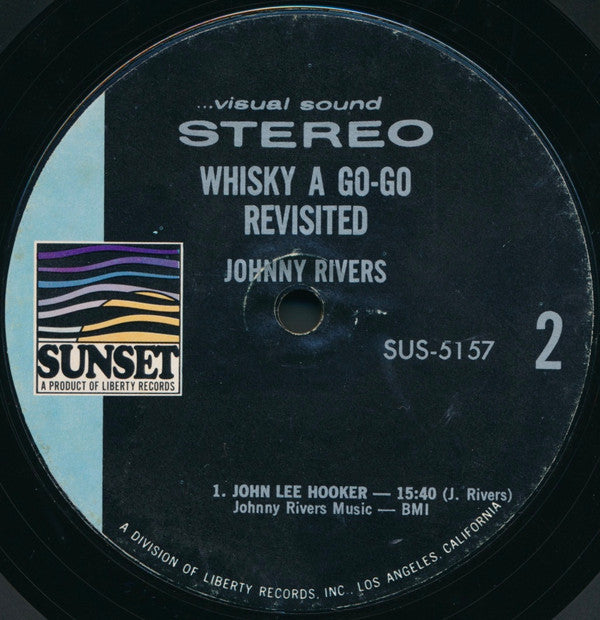 ...visual sound
STEREO
WHISKY A GO-GO
REVISITED
JOHNNY RIVERS
SUNSET
A PRODUCT OF LIBERTY RECORDS
SUS-5157
2
1. JOHN LEE HOOKER — 15:40 (J. Rivers)
Johnny Rivers Music — BMI
A DIVISION OF LIBERTY RECORDS, INC., LOS ANGELES, CALIFORNIA